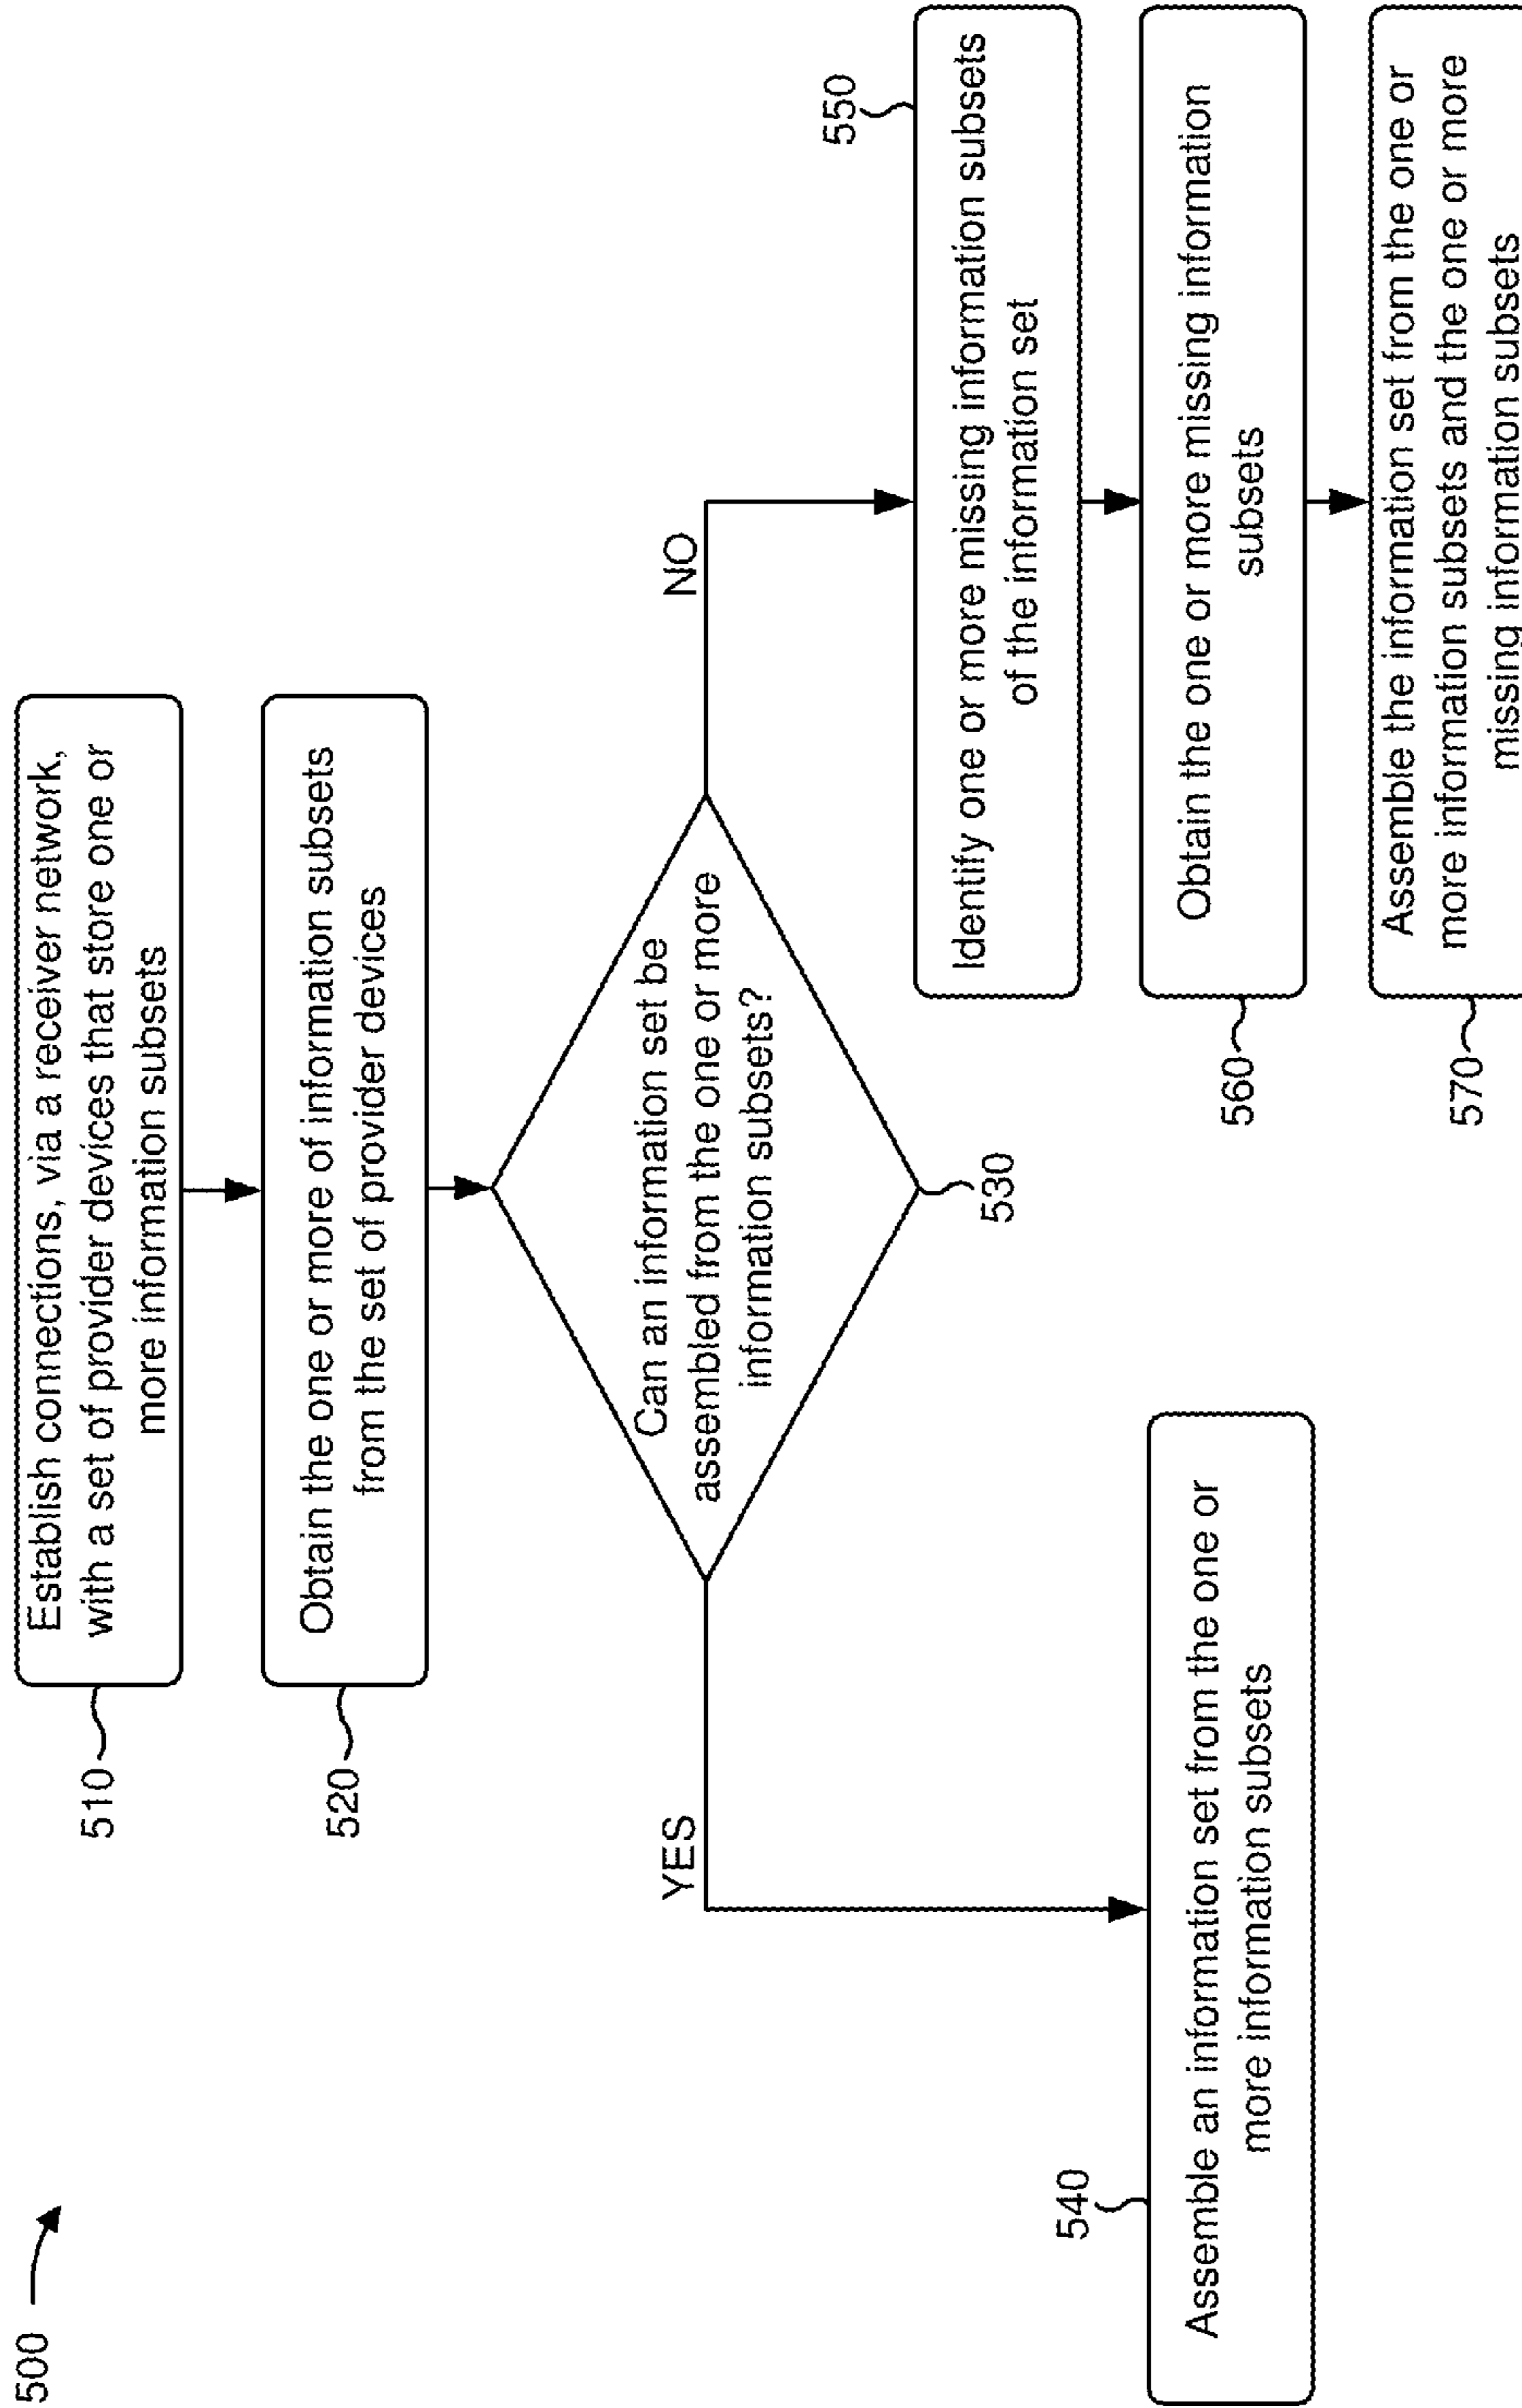 500
510
Establish connections, via a receiver network,
with a set of provider devices that store one or
more information subsets
520
Obtain the one or more of information subsets
from the set of provider devices
Can an information set be
assembled from the one or more
information subsets?
530
YES
NO
540
Assemble an information set from the one or
more information subsets
550
Identify one or more missing information subsets
of the information set
560
Obtain the one or more missing information
subsets
570
Assemble the information set from the one or
more information subsets and the one or more
missing information subsets